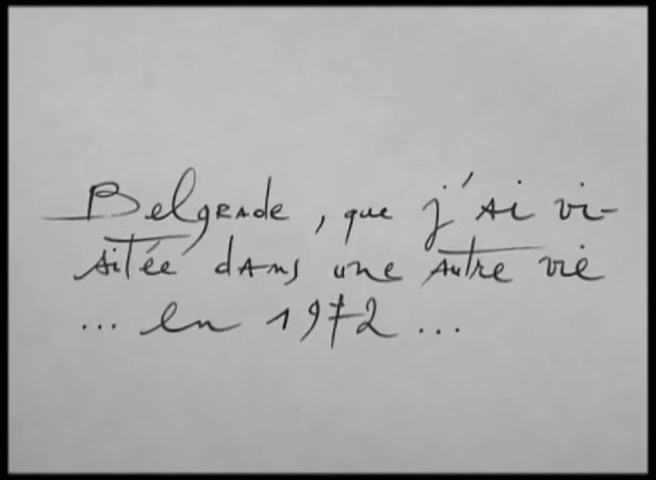 Belgrade, que j'ai vi-
sitée dans une autre vie
... en 1972 ...